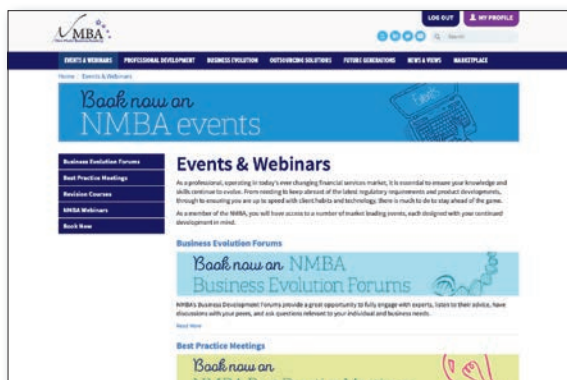 NMBA
LOG OUT
MY PROFILE
Search
EVENTS & WEBINARS PROFESSIONAL DEVELOPMENT BUSINESS EVOLUTION OUTSOURCING SOLUTIONS FUTURE GENERATIONS NEWS & VIEWS MARKETPLACE
Home Events & Webinars
Book now on
NMBA events
Events
Business Evolution Forums
Best Practice Meetings
Revision Courses
NMBA Webinars
Book Now
Events & Webinars
As a professional, operating in today's ever changing financial services market, it is essential to ensure your knowledge and
skills continue to evolve. From needing to keep abreast of the latest regulatory requirements and product developments,
through to ensuring you are up to speed with client habits and technology, there is much to do to stay ahead of the game.
As a member of the NMBA, you will have access to a number of market leading events, each designed with your continued
development in mind.
Business Evolution Forums
Book now on NMBA
Business Evolution Forums
NMBA's Business Development Forums provide a great opportunity to fully engage with experts, listen to their advice, have
discussions with your peers, and ask questions relevant to your individual and business needs.
Read More
Best Practice Meetings
Book now on